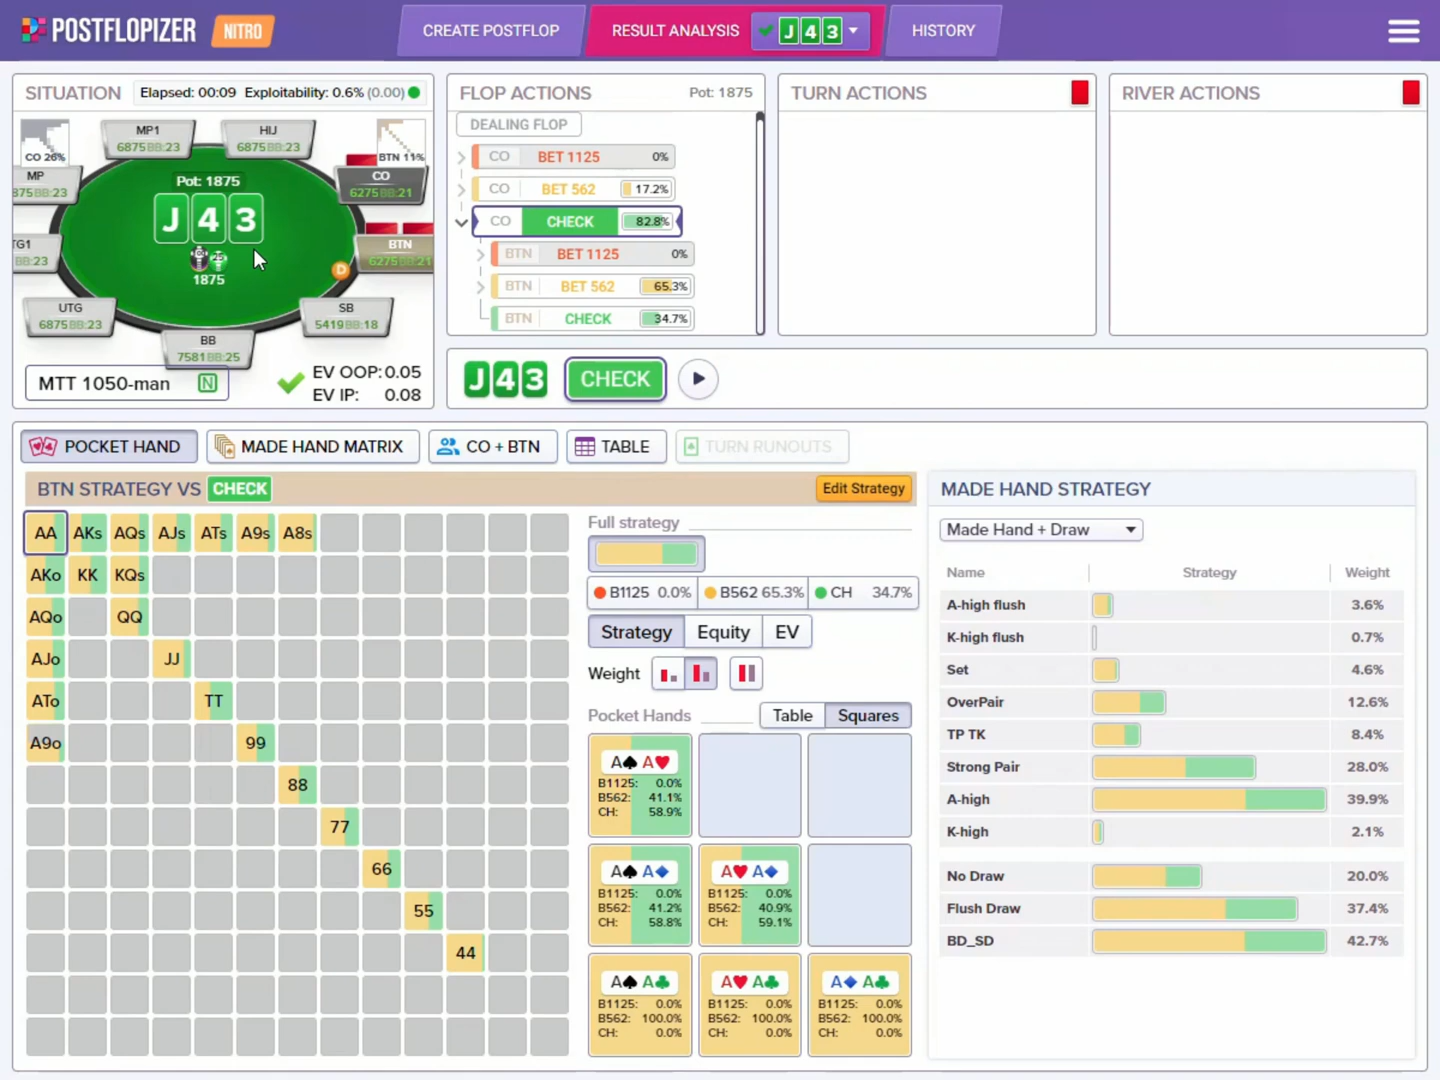 POSTFLOPIZER NITRO
CREATE POSTFLOP
RESULT ANALYSIS J 4 3
HISTORY
SITUATION Elapsed: 00:09 Exploitability: 0.6% (0.00)
CO 26%
MP1
6875BB:23
HIJ
6875BB:23
BTN 11%
MP
875BB:23
CO
6275BB:21
Pot: 1875
J 4 3
TG1
BB:23
BTN
6275BB:21
D
1875
UTG
6875BB:23
SB
5419BB:18
BB
7581BB:25
MTT 1050-man N
EV OOP: 0.05
EV IP: 0.08
FLOP ACTIONS Pot: 1875
DEALING FLOP
CO BET 1125 0%
CO BET 562 17.2%
CO CHECK 82.8%
BTN BET 1125 0%
BTN BET 562 65.3%
BTN CHECK 34.7%
TURN ACTIONS
RIVER ACTIONS
J 4 3 CHECK
POCKET HAND
MADE HAND MATRIX
CO + BTN
TABLE
TURN RUNOUTS
BTN STRATEGY VS CHECK
Edit Strategy
AA AKs AQs AJs ATs A9s A8s
AKo KK KQs
AQo QQ
AJo JJ
ATo TT
A9o 99
88
77
66
55
44
Full strategy
B1125 0.0% B562 65.3% CH 34.7%
Strategy Equity EV
Weight
Pocket Hands Table Squares
A♠ A♥
B1125: 0.0%
B562: 41.1%
CH: 58.9%
A♠ A♦
B1125: 0.0%
B562: 41.2%
CH: 58.8%
A♥ A♦
B1125: 0.0%
B562: 40.9%
CH: 59.1%
A♠ A♣
B1125: 0.0%
B562: 100.0%
CH: 0.0%
A♥ A♣
B1125: 0.0%
B562: 100.0%
CH: 0.0%
A♦ A♣
B1125: 0.0%
B562: 100.0%
CH: 0.0%
MADE HAND STRATEGY
Made Hand + Draw
Name Strategy Weight
A-high flush 3.6%
K-high flush 0.7%
Set 4.6%
OverPair 12.6%
TP TK 8.4%
Strong Pair 28.0%
A-high 39.9%
K-high 2.1%
No Draw 20.0%
Flush Draw 37.4%
BD_SD 42.7%